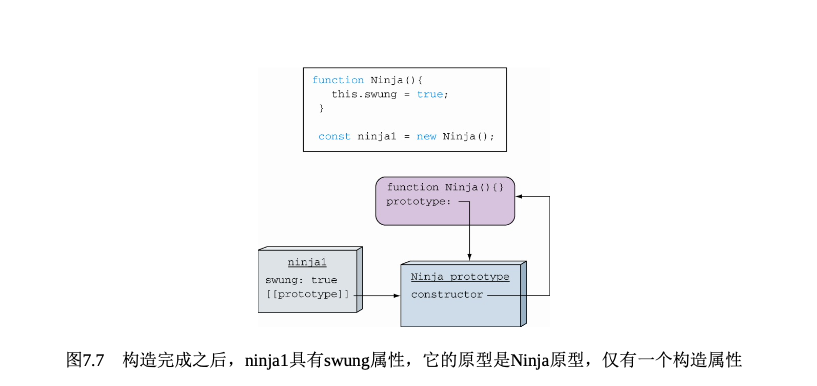 function Ninja(){
this.swung = true;
}
const ninja1 = new Ninja();
function Ninja(){}
prototype:
ninja1
swung: true
[[prototype]]
Ninja prototype
constructor
图7.7 构造完成之后，ninja1具有swung属性，它的原型是Ninja原型，仅有一个构造属性